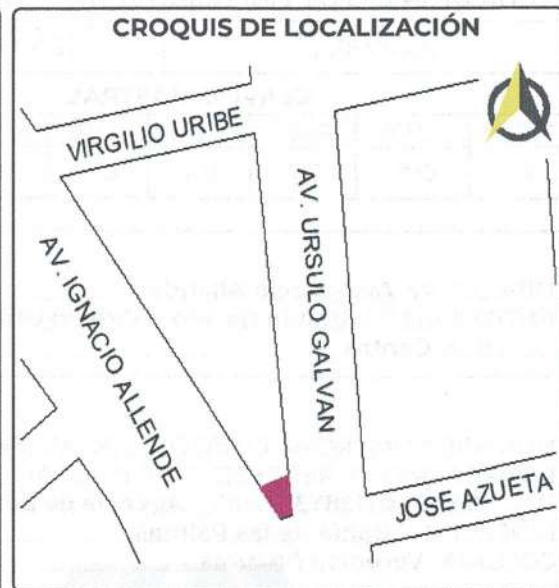 CROQUIS DE LOCALIZACIÓN
VIRGILIO URIBE
AV. URSULO GALVAN
AV. IGNACIO ALLENDE
JOSE AZUETA